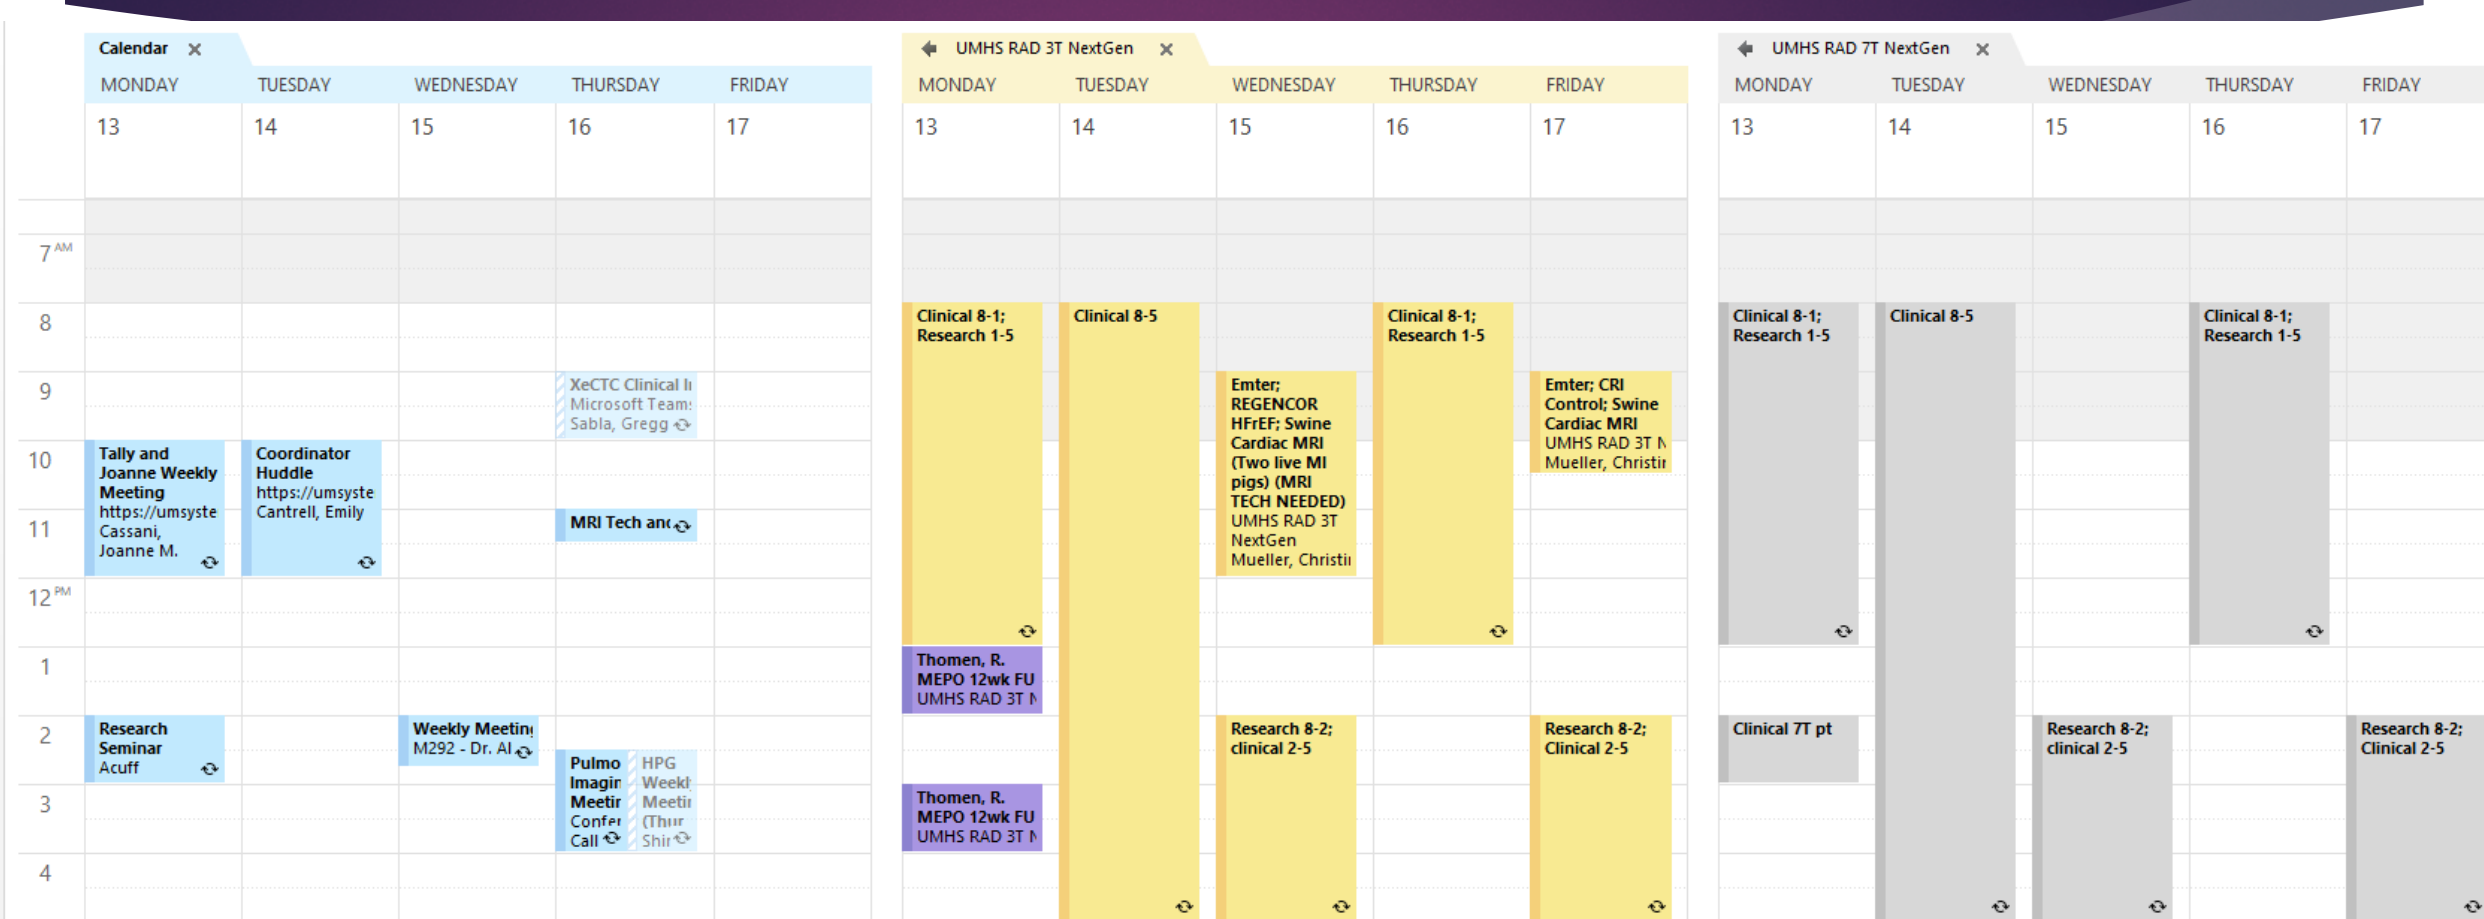 Calendar
MONDAY TUESDAY WEDNESDAY THURSDAY FRIDAY
13 14 15 16 17
7 AM
8
9
10
11
12 PM
1
2
3
4
Tally and
Joanne Weekly
Meeting
https://umsyste
Cassani,
Joanne M.
Research
Seminar
Acuff
Coordinator
Huddle
https://umsyste
Cantrell, Emily
Weekly Meeting
M292 - Dr. Al
XeCTC Clinical
Microsoft Teams
Sabla, Gregg
MRI Tech and
Pulmo
Imagin
Meetin
Confer
Call
HPG
Weekl
Meetin
(Thur
Shir
UMHS RAD 3T NextGen
MONDAY TUESDAY WEDNESDAY THURSDAY FRIDAY
13 14 15 16 17
Clinical 8-1;
Research 1-5
Thomen, R.
MEPO 12wk FU
UMHS RAD 3T N
Thomen, R.
MEPO 12wk FU
UMHS RAD 3T N
Clinical 8-5
Emter;
REGENCOR
HFrEF; Swine
Cardiac MRI
(Two live MI
pigs) (MRI
TECH NEEDED)
UMHS RAD 3T
NextGen
Mueller, Christin
Research 8-2;
clinical 2-5
Clinical 8-1;
Research 1-5
Emter; CRI
Control; Swine
Cardiac MRI
UMHS RAD 3T N
Mueller, Christin
Research 8-2;
Clinical 2-5
UMHS RAD 7T NextGen
MONDAY TUESDAY WEDNESDAY THURSDAY FRIDAY
13 14 15 16 17
Clinical 8-1;
Research 1-5
Clinical 7T pt
Clinical 8-5
Research 8-2;
clinical 2-5
Clinical 8-1;
Research 1-5
Research 8-2;
Clinical 2-5